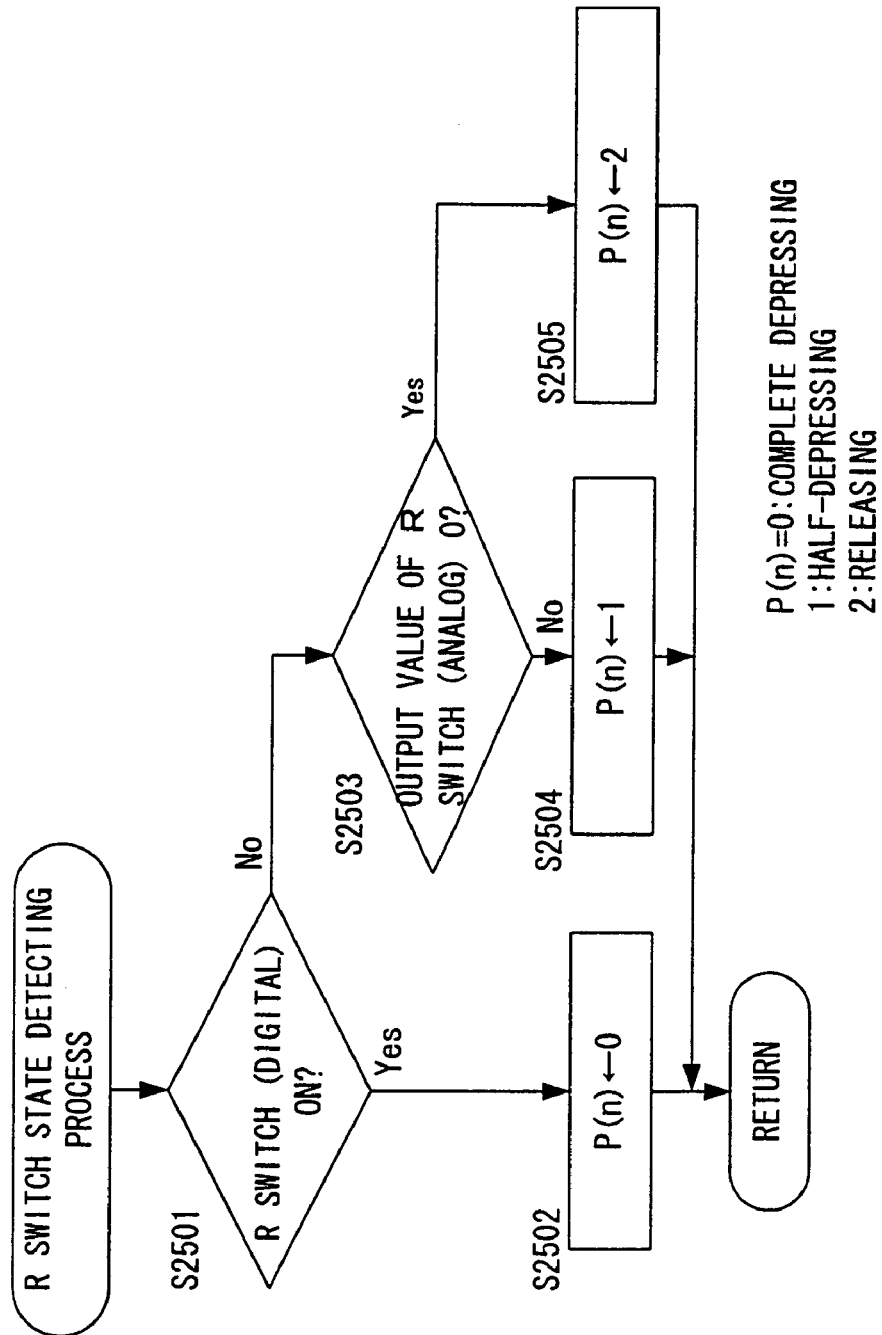 R SWITCH STATE DETECTING
PROCESS
S2501
R SWITCH (DIGITAL)
ON?
No
Yes
S2503
OUTPUT VALUE OF R
SWITCH (ANALOG) 0?
Yes
No
S2502
P(n)←0
S2504
P(n)←1
S2505
P(n)←2
RETURN
P(n)=0:COMPLETE DEPRESSING
1:HALF-DEPRESSING
2:RELEASING